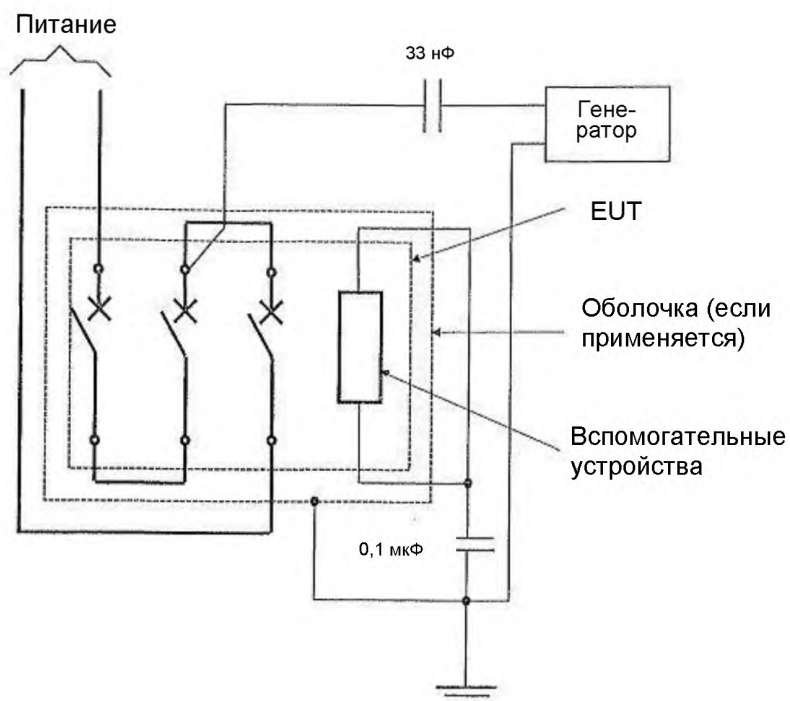 Питание
33 нФ
Гене-
ратор
EUT
Оболочка (если
применяется)
Вспомогательные
устройства
0,1 мкФ